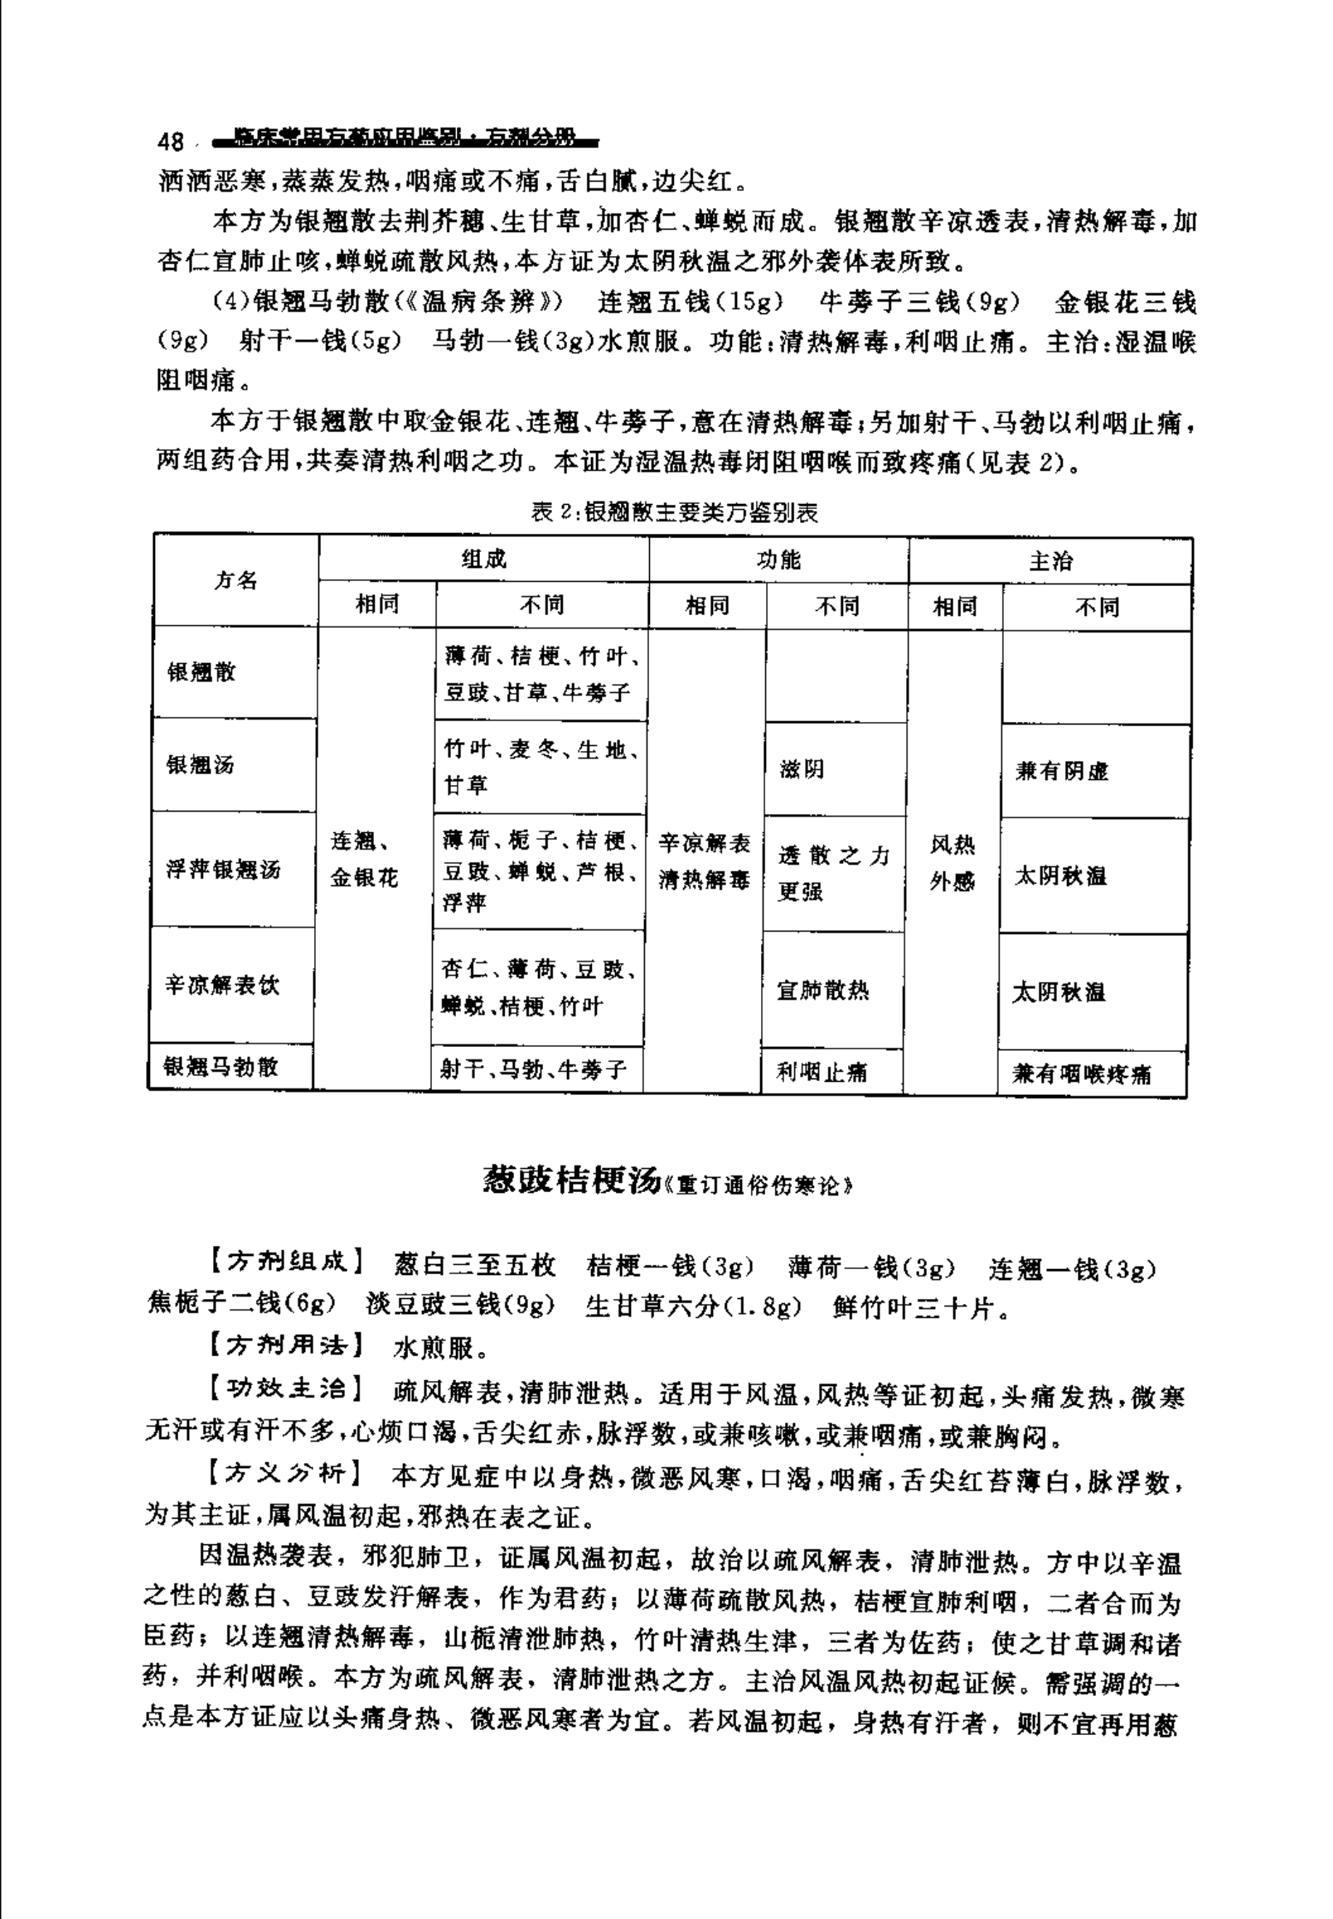 48 临床常用方药应用鉴别·方剂分册
洒洒恶寒,蒸蒸发热,咽痛或不痛,舌白腻,边尖红。
本方为银翘散去荆芥穗、生甘草,加杏仁、蝉蜕而成。银翘散辛凉透表,清热解毒,加
杏仁宣肺止咳,蝉蜕疏散风热,本方证为太阴秋温之邪外袭体表所致。
(4)银翘马勃散(《温病条辨》) 连翘五钱(15g) 牛蒡子三钱(9g) 金银花三钱
(9g) 射干一钱(5g) 马勃一钱(3g)水煎服。功能:清热解毒,利咽止痛。主治:湿温喉
阻咽痛。
本方于银翘散中取金银花、连翘、牛蒡子,意在清热解毒;另加射干、马勃以利咽止痛,
两组药合用,共奏清热利咽之功。本证为湿温热毒闭阻咽喉而致疼痛(见表2)。
表2:银翘散主要类方鉴别表
方名 组成 功能 主治
相同 不同 相同 不同 相同 不同
银翘散 薄荷、桔梗、竹叶、
豆豉、甘草、牛蒡子
银翘汤 竹叶、麦冬、生地、
甘草 滋阴 兼有阴虚
浮萍银翘汤 连翘、
金银花 薄荷、栀子、桔梗、
豆豉、蝉蜕、芦根、
浮萍 辛凉解表
清热解毒 透散之力
更强 风热
外感 太阴秋温
辛凉解表饮 杏仁、薄荷、豆豉、
蝉蜕、桔梗、竹叶 宣肺散热 太阴秋温
银翘马勃散 射干、马勃、牛蒡子 利咽止痛 兼有咽喉疼痛
葱豉桔梗汤《重订通俗伤寒论》
【方剂组成】 葱白三至五枚 桔梗一钱(3g) 薄荷一钱(3g) 连翘一钱(3g)
焦栀子二钱(6g) 淡豆豉三钱(9g) 生甘草六分(1.8g) 鲜竹叶三十片。
【方剂用法】 水煎服。
【功效主治】 疏风解表,清肺泄热。适用于风温,风热等证初起,头痛发热,微寒
无汗或有汗不多,心烦口渴,舌尖红赤,脉浮数,或兼咳嗽,或兼咽痛,或兼胸闷。
【方义分析】 本方见症中以身热,微恶风寒,口渴,咽痛,舌尖红苔薄白,脉浮数,
为其主证,属风温初起,邪热在表之证。
因温热袭表，邪犯肺卫，证属风温初起，故治以疏风解表，清肺泄热。方中以辛温
之性的葱白、豆豉发汗解表，作为君药；以薄荷疏散风热，桔梗宣肺利咽，二者合而为
臣药；以连翘清热解毒，山栀清泄肺热，竹叶清热生津，三者为佐药；使之甘草调和诸
药，并利咽喉。本方为疏风解表，清肺泄热之方。主治风温风热初起证候。需强调的一
点是本方证应以头痛身热、微恶风寒者为宜。若风温初起，身热有汗者，则不宜再用葱